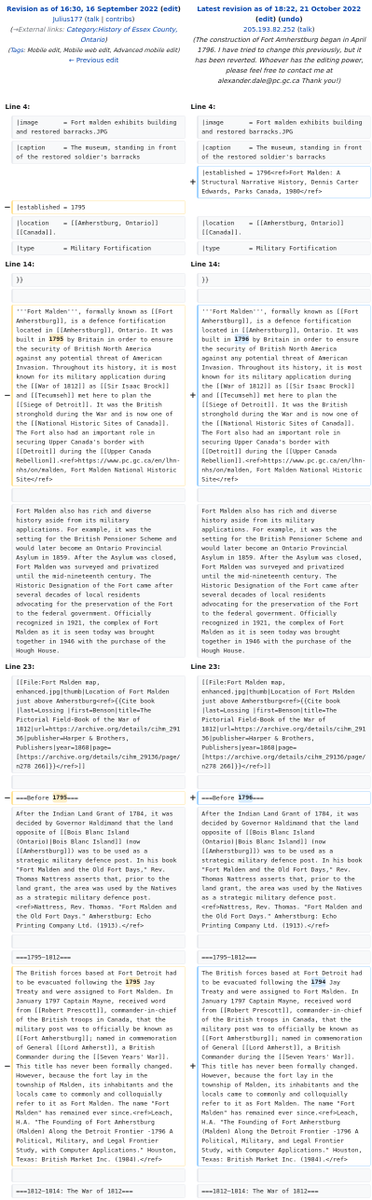 Revision as of 16:30, 16 September 2022 (edit)
Julius177 (talk | contribs)
(→External links: Category:History of Essex County,
Ontario)
(Tags: Mobile edit, Mobile web edit, Advanced mobile edit)
← Previous edit
Latest revision as of 18:22, 21 October 2022
(edit) (undo)
205.193.82.252 (talk)
(The construction of Fort Amherstburg began in April
1796. I have tried to change this previously, but it
has been reverted. Whoever has the editing power,
please feel free to contact me at
alexander.dale@pc.gc.ca Thank you!)
Line 4:
Line 4:
|image = Fort malden exhibits building
and restored barracks.JPG
|image = Fort malden exhibits building
and restored barracks.JPG
|caption = The museum, standing in front
of the restored soldier's barracks
|caption = The museum, standing in front
of the restored soldier's barracks
+ |established = 1796<ref>Fort Malden: A
Structural Narrative History, Dennis Carter
Edwards, Parks Canada, 1980</ref>
− |established = 1795
|location = [[Amherstburg, Ontario]]
[[Canada]].
|location = [[Amherstburg, Ontario]]
[[Canada]].
|type = Military Fortification
|type = Military Fortification
Line 14:
Line 14:
}}
}}
− '''Fort Malden''', formally known as [[Fort
Amherstburg]], is a defence fortification
located in [[Amherstburg]], Ontario. It was
built in 1795 by Britain in order to ensure
the security of British North America
against any potential threat of American
Invasion. Throughout its history, it is most
known for its military application during
the [[War of 1812]] as [[Sir Isaac Brock]]
and [[Tecumseh]] met here to plan the
[[Siege of Detroit]]. It was the British
stronghold during the War and is now one of
the [[National Historic Sites of Canada]].
The Fort also had an important role in
securing Upper Canada's border with
[[Detroit]] during the [[Upper Canada
Rebellion]].<ref>https://www.pc.gc.ca/en/lhn-
nhs/on/malden, Fort Malden National Historic
Site</ref>
+ '''Fort Malden''', formally known as [[Fort
Amherstburg]], is a defence fortification
located in [[Amherstburg]], Ontario. It was
built in 1796 by Britain in order to ensure
the security of British North America
against any potential threat of American
Invasion. Throughout its history, it is most
known for its military application during
the [[War of 1812]] as [[Sir Isaac Brock]]
and [[Tecumseh]] met here to plan the
[[Siege of Detroit]]. It was the British
stronghold during the War and is now one of
the [[National Historic Sites of Canada]].
The Fort also had an important role in
securing Upper Canada's border with
[[Detroit]] during the [[Upper Canada
Rebellion]].<ref>https://www.pc.gc.ca/en/lhn-
nhs/on/malden, Fort Malden National Historic
Site</ref>
Fort Malden also has rich and diverse
history aside from its military
applications. For example, it was the
setting for the British Pensioner Scheme and
would later become an Ontario Provincial
Asylum in 1859. After the Asylum was closed,
Fort Malden was surveyed and privatized
until the mid-nineteenth century. The
Historic Designation of the Fort came after
several decades of local residents
advocating for the preservation of the Fort
to the federal government. Officially
recognized in 1921, the complex of Fort
Malden as it is seen today was brought
together in 1946 with the purchase of the
Hough House.
Fort Malden also has rich and diverse
history aside from its military
applications. For example, it was the
setting for the British Pensioner Scheme and
would later become an Ontario Provincial
Asylum in 1859. After the Asylum was closed,
Fort Malden was surveyed and privatized
until the mid-nineteenth century. The
Historic Designation of the Fort came after
several decades of local residents
advocating for the preservation of the Fort
to the federal government. Officially
recognized in 1921, the complex of Fort
Malden as it is seen today was brought
together in 1946 with the purchase of the
Hough House.
Line 23:
Line 23:
[[File:Fort Malden map,
enhanced.jpg|thumb|Location of Fort Malden
just above Amherstburg<ref>{{Cite book
|last=Lossing |first=Benson|title=The
Pictorial Field-Book of the War of
1812|url=https://archive.org/details/cihm_291
36|publisher=Harper & Brothers,
Publishers|year=1868|page=
[https://archive.org/details/cihm_29136/page/
n278 266]}}</ref>]]
[[File:Fort Malden map,
enhanced.jpg|thumb|Location of Fort Malden
just above Amherstburg<ref>{{Cite book
|last=Lossing |first=Benson|title=The
Pictorial Field-Book of the War of
1812|url=https://archive.org/details/cihm_291
36|publisher=Harper & Brothers,
Publishers|year=1868|page=
[https://archive.org/details/cihm_29136/page/
n278 266]}}</ref>]]
− ===Before 1795===
+ ===Before 1796===
After the Indian Land Grant of 1784, it was
decided by Governor Haldimand that the land
opposite of [[Bois Blanc Island
(Ontario)|Bois Blanc Island]] (now
[[Amherstburg]]) was to be used as a
strategic military defence post. In his book
"Fort Malden and the Old Fort Days," Rev.
Thomas Nattress asserts that, prior to the
land grant, the area was used by the Natives
as a strategic military defence post.
<ref>Nattress, Rev. Thomas. "Fort Malden and
the Old Fort Days." Amherstburg: Echo
Printing Company Ltd. (1913).</ref>
After the Indian Land Grant of 1784, it was
decided by Governor Haldimand that the land
opposite of [[Bois Blanc Island
(Ontario)|Bois Blanc Island]] (now
[[Amherstburg]]) was to be used as a
strategic military defence post. In his book
"Fort Malden and the Old Fort Days," Rev.
Thomas Nattress asserts that, prior to the
land grant, the area was used by the Natives
as a strategic military defence post.
<ref>Nattress, Rev. Thomas. "Fort Malden and
the Old Fort Days." Amherstburg: Echo
Printing Company Ltd. (1913).</ref>
===1795–1812===
===1795–1812===
− The British forces based at Fort Detroit had
to be evacuated following the 1795 Jay
Treaty and were assigned to Fort Malden. In
January 1797 Captain Mayne, received word
from [[Robert Prescott]], commander-in-chief
of the British troops in Canada, that the
military post was to officially be known as
[[Fort Amherstburg]]; named in commemoration
of General [[Lord Amherst]], a British
Commander during the [[Seven Years' War]].
This title has never been formally changed.
However, because the fort lay in the
township of Malden, its inhabitants and the
locals came to commonly and colloquially
refer to it as Fort Malden. The name "Fort
Malden" has remained ever since.<ref>Leach,
H.A. "The Founding of Fort Amherstburg
(Malden) Along the Detroit Frontier -1796 A
Political, Military, and Legal Frontier
Study, with Computer Applications." Houston,
Texas: British Market Inc. (1984).</ref>
+ The British forces based at Fort Detroit had
to be evacuated following the 1794 Jay
Treaty and were assigned to Fort Malden. In
January 1797 Captain Mayne, received word
from [[Robert Prescott]], commander-in-chief
of the British troops in Canada, that the
military post was to officially be known as
[[Fort Amherstburg]]; named in commemoration
of General [[Lord Amherst]], a British
Commander during the [[Seven Years' War]].
This title has never been formally changed.
However, because the fort lay in the
township of Malden, its inhabitants and the
locals came to commonly and colloquially
refer to it as Fort Malden. The name "Fort
Malden" has remained ever since.<ref>Leach,
H.A. "The Founding of Fort Amherstburg
(Malden) Along the Detroit Frontier -1796 A
Political, Military, and Legal Frontier
Study, with Computer Applications." Houston,
Texas: British Market Inc. (1984).</ref>
===1812–1814: The War of 1812===
===1812–1814: The War of 1812===